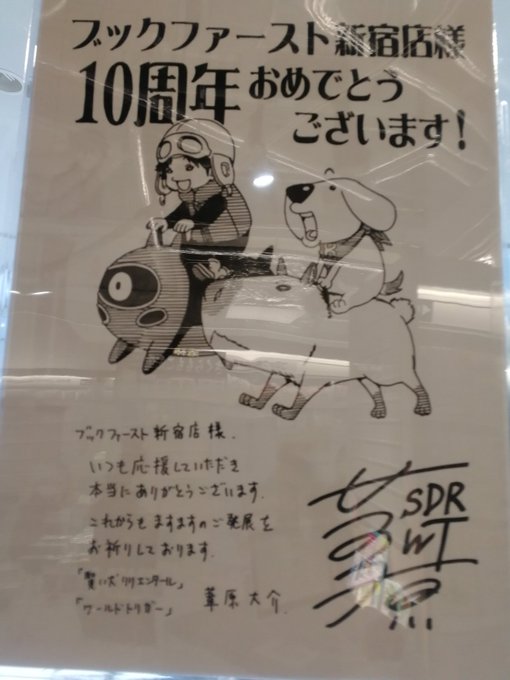 ブックファースト新宿店様
10周年おめでとう
ございます!
ブックファースト新宿店様.
いつも応援していただき
本当にありがとうございます.
これからもますますのご発展を
お祈りしております.
「賢い犬リリエンタール」
「ワールドトリガー」
葦原大介.
SDR
WT